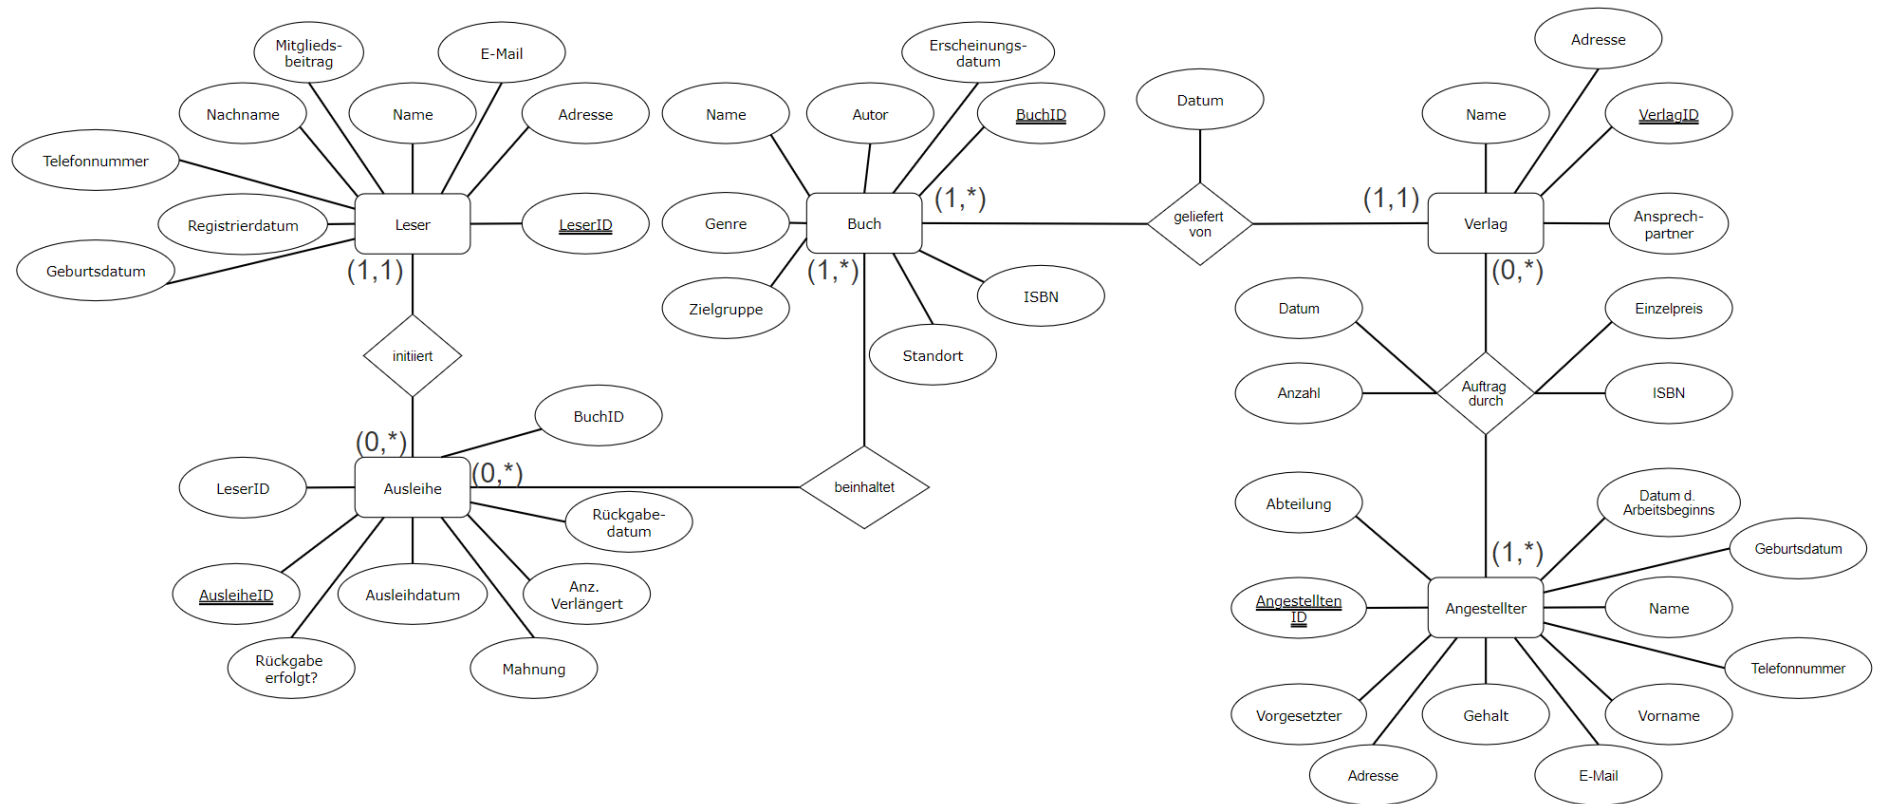 Adresse
Mitglieds-
beitrag
E-Mail
Erscheinungs-
datum
Datum
Nachname
Name
Adresse
Name
Autor
BuchID
Name
VerlagID
Telefonnummer
(1,*)
(1,1)
Registrierdatum
Leser
LeserID
Genre
Buch
geliefert
von
Verlag
Ansprech-
partner
Geburtsdatum
(1,1)
(1,*)
(0,*)
Zielgruppe
ISBN
Datum
Einzelpreis
initiiert
Standort
Anzahl
Auftrag
durch
ISBN
BuchID
(0,*)
(0,*)
LeserID
Ausleihe
beinhaltet
Rückgabe-
datum
Abteilung
Datum d.
Arbeitsbeginns
(1,*)
Geburtsdatum
AusleiheID
Ausleihdatum
Anz.
Verlängert
Angestellten
ID
Angestellter
Name
Rückgabe
erfolgt?
Mahnung
Telefonnummer
Vorgesetzter
Gehalt
Vorname
Adresse
E-Mail